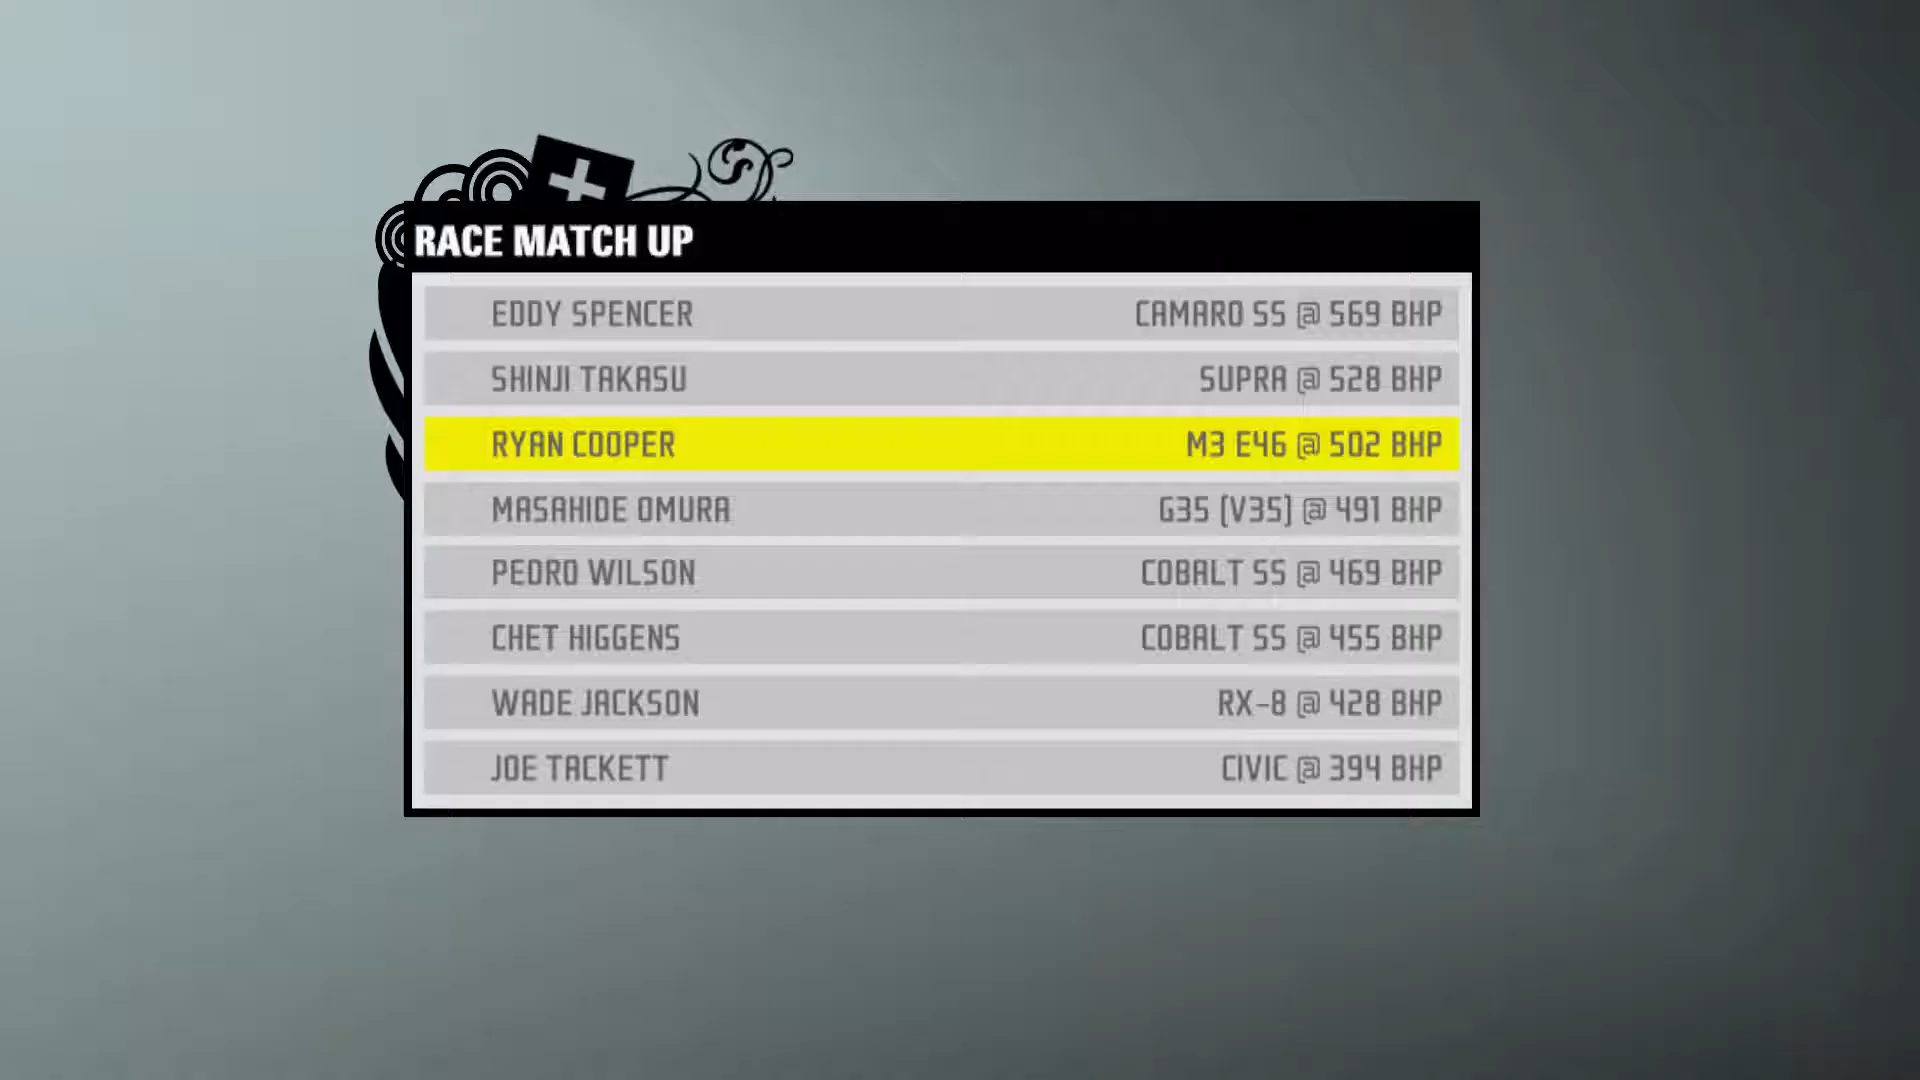 RACE MATCH UP
EDDY SPENCER CAMARO SS @ 569 BHP
SHINJI TAKASU SUPRA @ 528 BHP
RYAN COOPER M3 E46 @ 502 BHP
MASAHIDE OMURA G35 (V35) @ 491 BHP
PEDRO WILSON COBALT SS @ 469 BHP
CHET HIGGENS COBALT SS @ 455 BHP
WADE JACKSON RX-8 @ 428 BHP
JOE TACKETT CIVIC @ 394 BHP